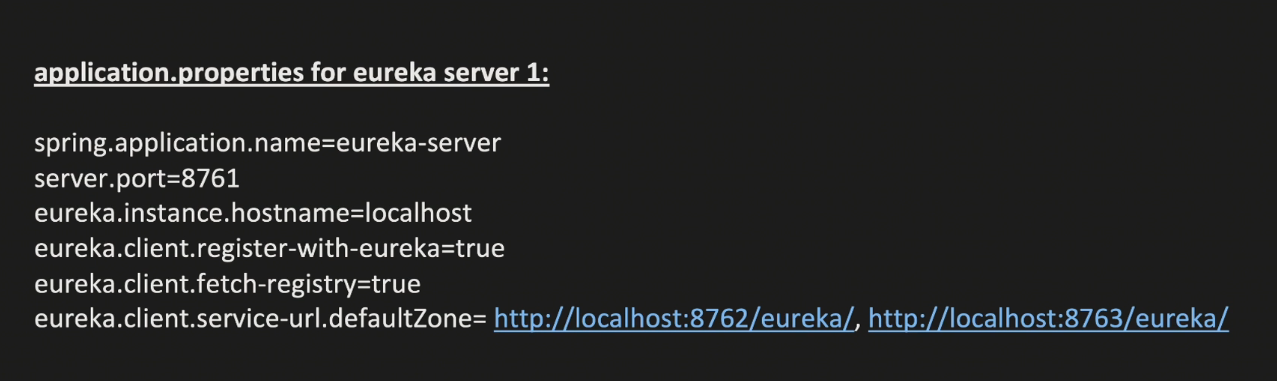 application.properties for eureka server 1:
spring.application.name=eureka-server
server.port=8761
eureka.instance.hostname=localhost
eureka.client.register-with-eureka=true
eureka.client.fetch-registry=true
eureka.client.service-url.defaultZone= http://localhost:8762/eureka/, http://localhost:8763/eureka/